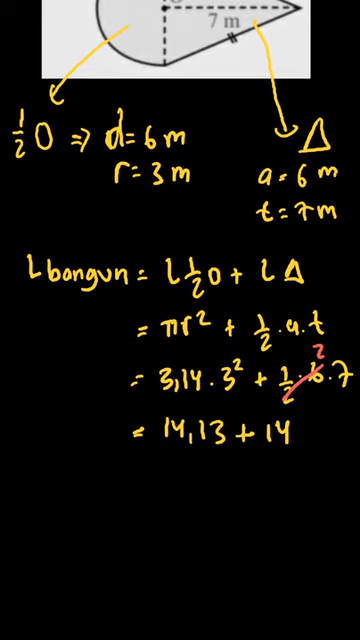 7 m
½ O ⇒ d = 6 m
r = 3 m
Δ
a = 6 m
t = 7 m
L bangun = L ½ O + L Δ
= πr² + ½ . a . t
= 3,14 . 3² + ½ . 6 . 7
2
= 14,13 + 14